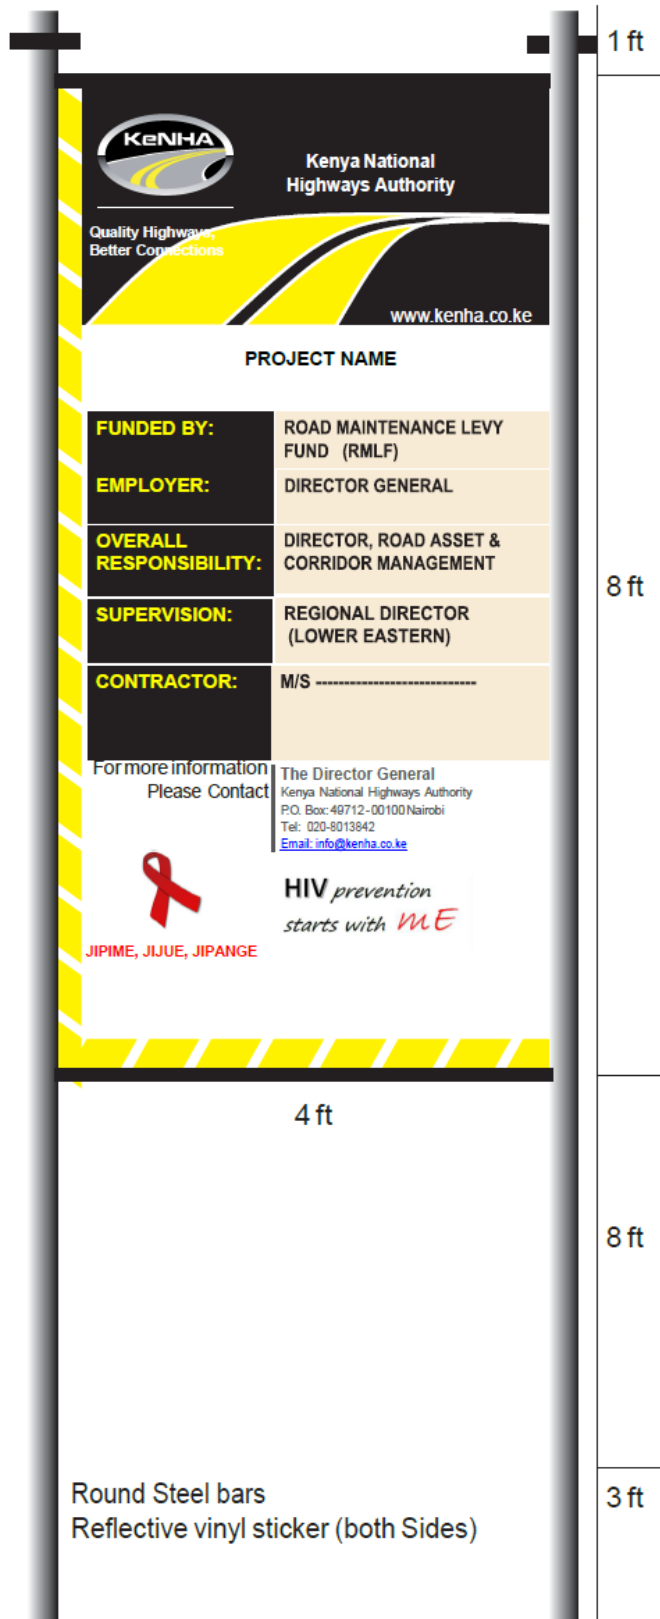 1 ft
KeNHA
Kenya National
Highways Authority
Quality Highways,
Better Connections
www.kenha.co.ke
PROJECT NAME
FUNDED BY:
ROAD MAINTENANCE LEVY
FUND (RMLF)
EMPLOYER:
DIRECTOR GENERAL
OVERALL
RESPONSIBILITY:
DIRECTOR, ROAD ASSET &
CORRIDOR MANAGEMENT
8 ft
SUPERVISION:
REGIONAL DIRECTOR
(LOWER EASTERN)
CONTRACTOR:
M/S ----------------------------
For more information
Please Contact
The Director General
Kenya National Highways Authority
P.O. Box: 49712 - 00100 Nairobi
Tel: 020-8013842
Email: info@kenha.co.ke
HIV prevention
starts with ME
JIPIME, JIJUE, JIPANGE
4 ft
8 ft
Round Steel bars
Reflective vinyl sticker (both Sides)
3 ft